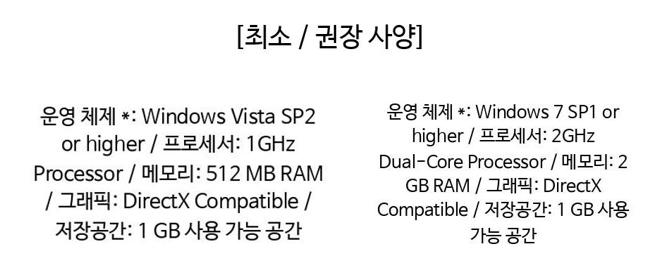 [최소 / 권장 사양]
운영 체제 *: Windows Vista SP2
or higher / 프로세서: 1GHz
Processor / 메모리: 512 MB RAM
/ 그래픽: DirectX Compatible /
저장공간: 1 GB 사용 가능 공간
운영 체제 *: Windows 7 SP1 or
higher / 프로세서: 2GHz
Dual-Core Processor / 메모리: 2
GB RAM / 그래픽: DirectX
Compatible / 저장공간: 1 GB 사용
가능 공간